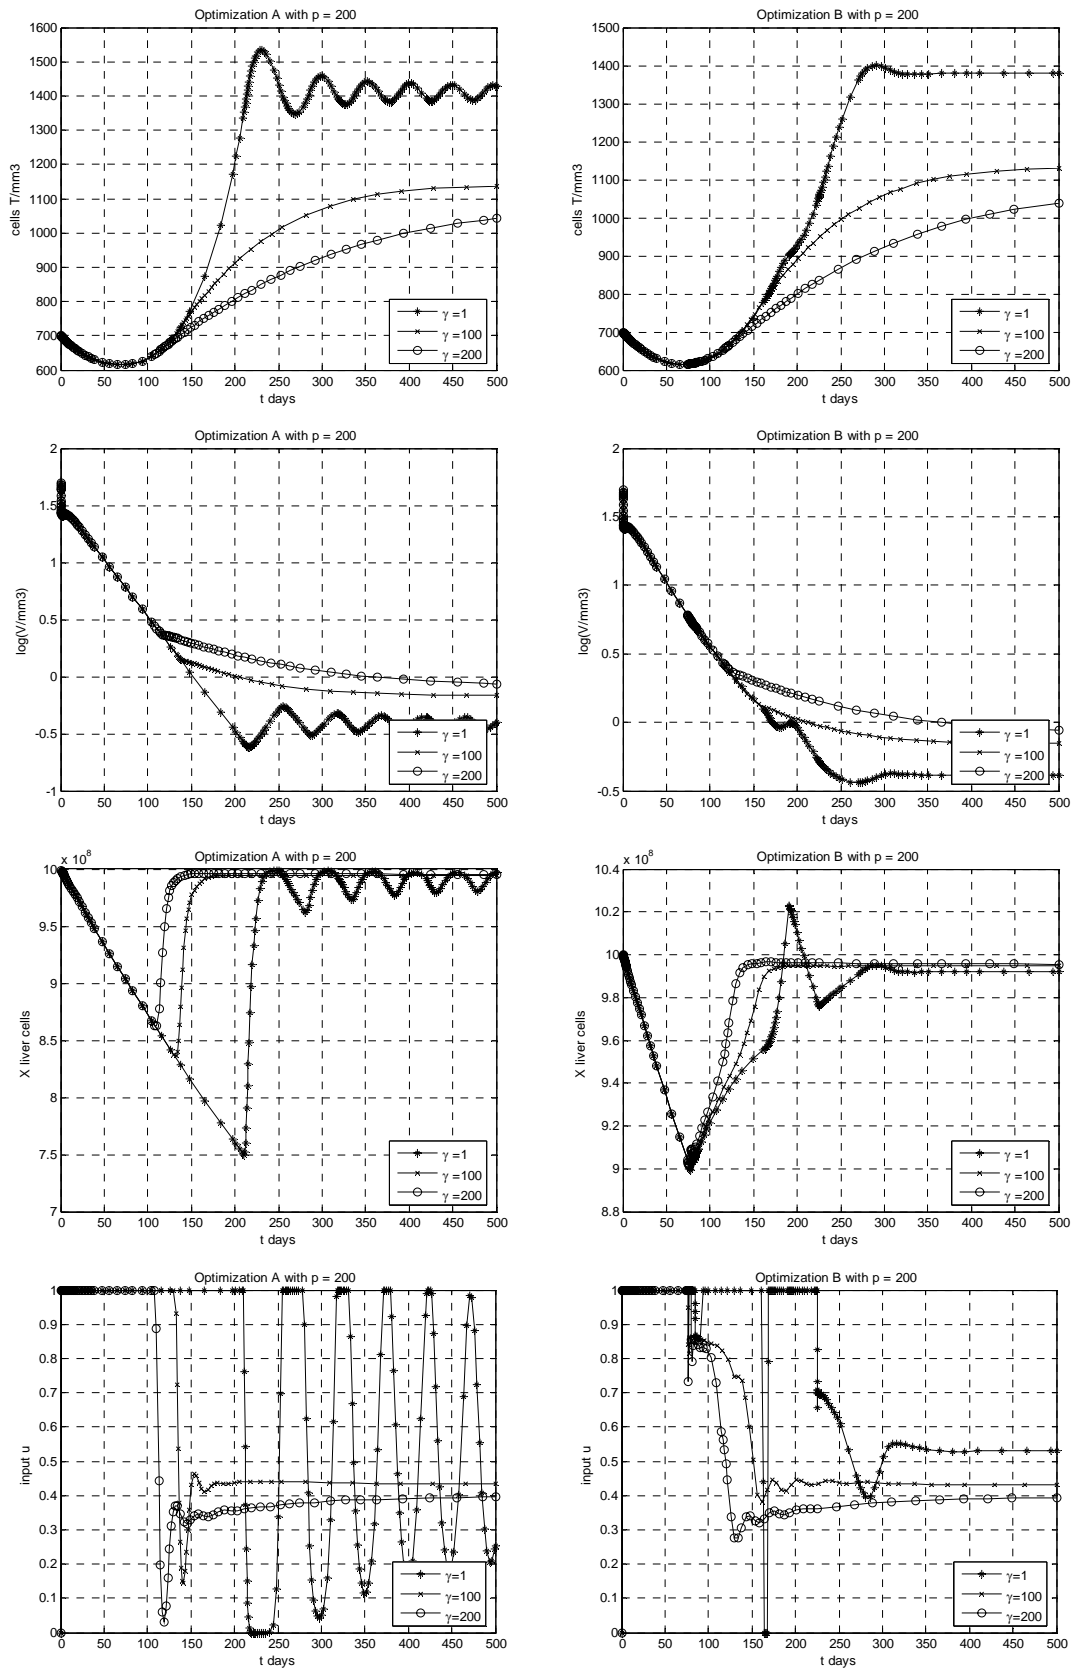 Optimization A with p = 200
1600
1500
1400
1300
1200
1100
1000
900
800
700
600
cells T/mm3
γ =1
γ =100
γ =200
0 50 100 150 200 250 300 350 400 450 500
t days
Optimization B with p = 200
1500
1400
1300
1200
1100
1000
900
800
700
600
cells T/mm3
γ =1
γ =100
γ =200
0 50 100 150 200 250 300 350 400 450 500
t days
Optimization A with p = 200
2
1.5
1
0.5
0
-0.5
-1
log(V/mm3)
γ =1
γ =100
γ =200
0 50 100 150 200 250 300 350 400 450 500
t days
Optimization B with p = 200
2
1.5
1
0.5
0
-0.5
log(V/mm3)
γ =1
γ =100
γ =200
0 50 100 150 200 250 300 350 400 450 500
t days
x 10⁸
Optimization A with p = 200
10
9.5
9
8.5
8
7.5
7
X liver cells
γ =1
γ =100
γ =200
0 50 100 150 200 250 300 350 400 450 500
t days
x 10⁸
Optimization B with p = 200
10.4
10.2
10
9.8
9.6
9.4
9.2
9
8.8
X liver cells
γ =1
γ =100
γ =200
0 50 100 150 200 250 300 350 400 450 500
t days
Optimization A with p = 200
1
0.9
0.8
0.7
0.6
0.5
0.4
0.3
0.2
0.1
0
input u
γ=1
γ=100
γ=200
0 50 100 150 200 250 300 350 400 450 500
t days
Optimization B with p = 200
1
0.9
0.8
0.7
0.6
0.5
0.4
0.3
0.2
0.1
0
input u
γ=1
γ=100
γ=200
0 50 100 150 200 250 300 350 400 450 500
t days